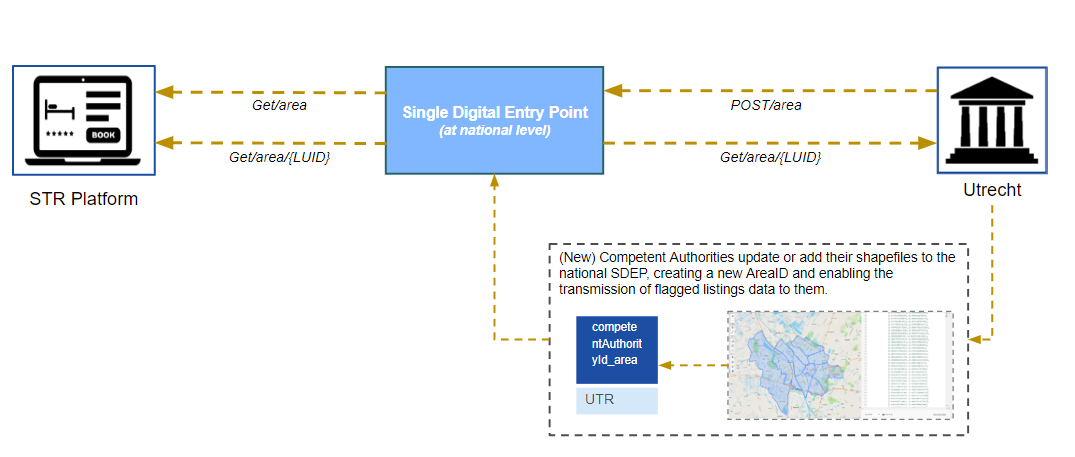 Get/area
Single Digital Entry Point
(at national level)
POST/area
BOOK
Get/area/{LUID}
Get/area/{LUID}
STR Platform
Utrecht
(New) Competent Authorities update or add their shapefiles to the
national SDEP, creating a new AreaID and enabling the
transmission of flagged listings data to them.
compete
ntAuthorit
yId_area
UTR